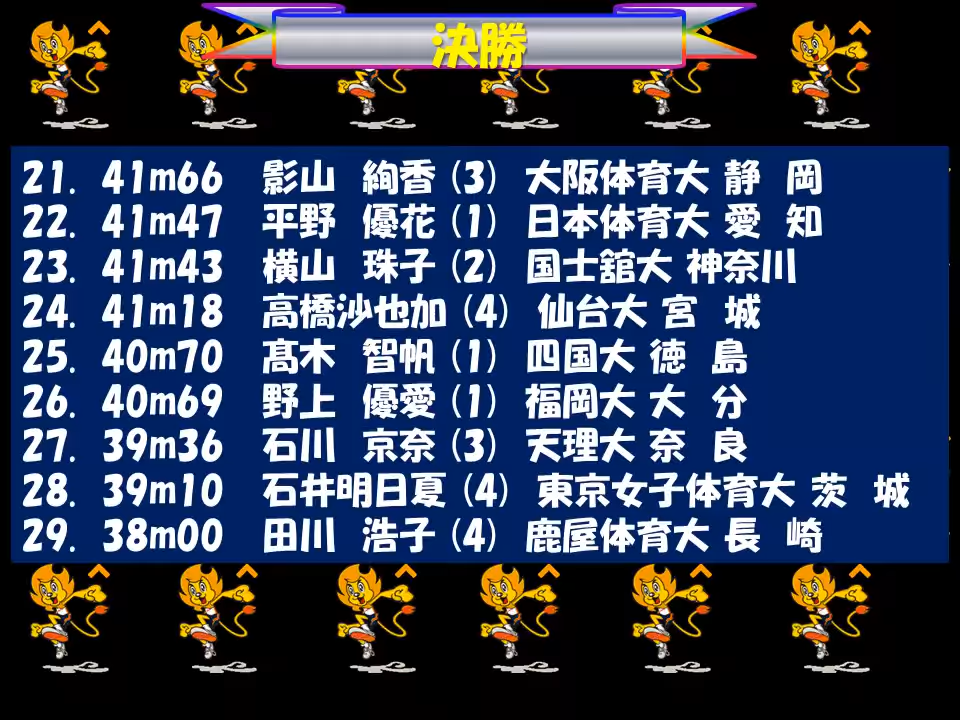 決勝
21. 41m66 影山 絢香 (3) 大阪体育大 静 岡
22. 41m47 平野 優花 (1) 日本体育大 愛 知
23. 41m43 横山 珠子 (2) 国士舘大 神奈川
24. 41m18 高橋沙也加 (4) 仙台大 宮 城
25. 40m70 髙木 智帆 (1) 四国大 徳 島
26. 40m69 野上 優愛 (1) 福岡大 大 分
27. 39m36 石川 京奈 (3) 天理大 奈 良
28. 39m10 石井明日夏 (4) 東京女子体育大 茨 城
29. 38m00 田川 浩子 (4) 鹿屋体育大 長 崎